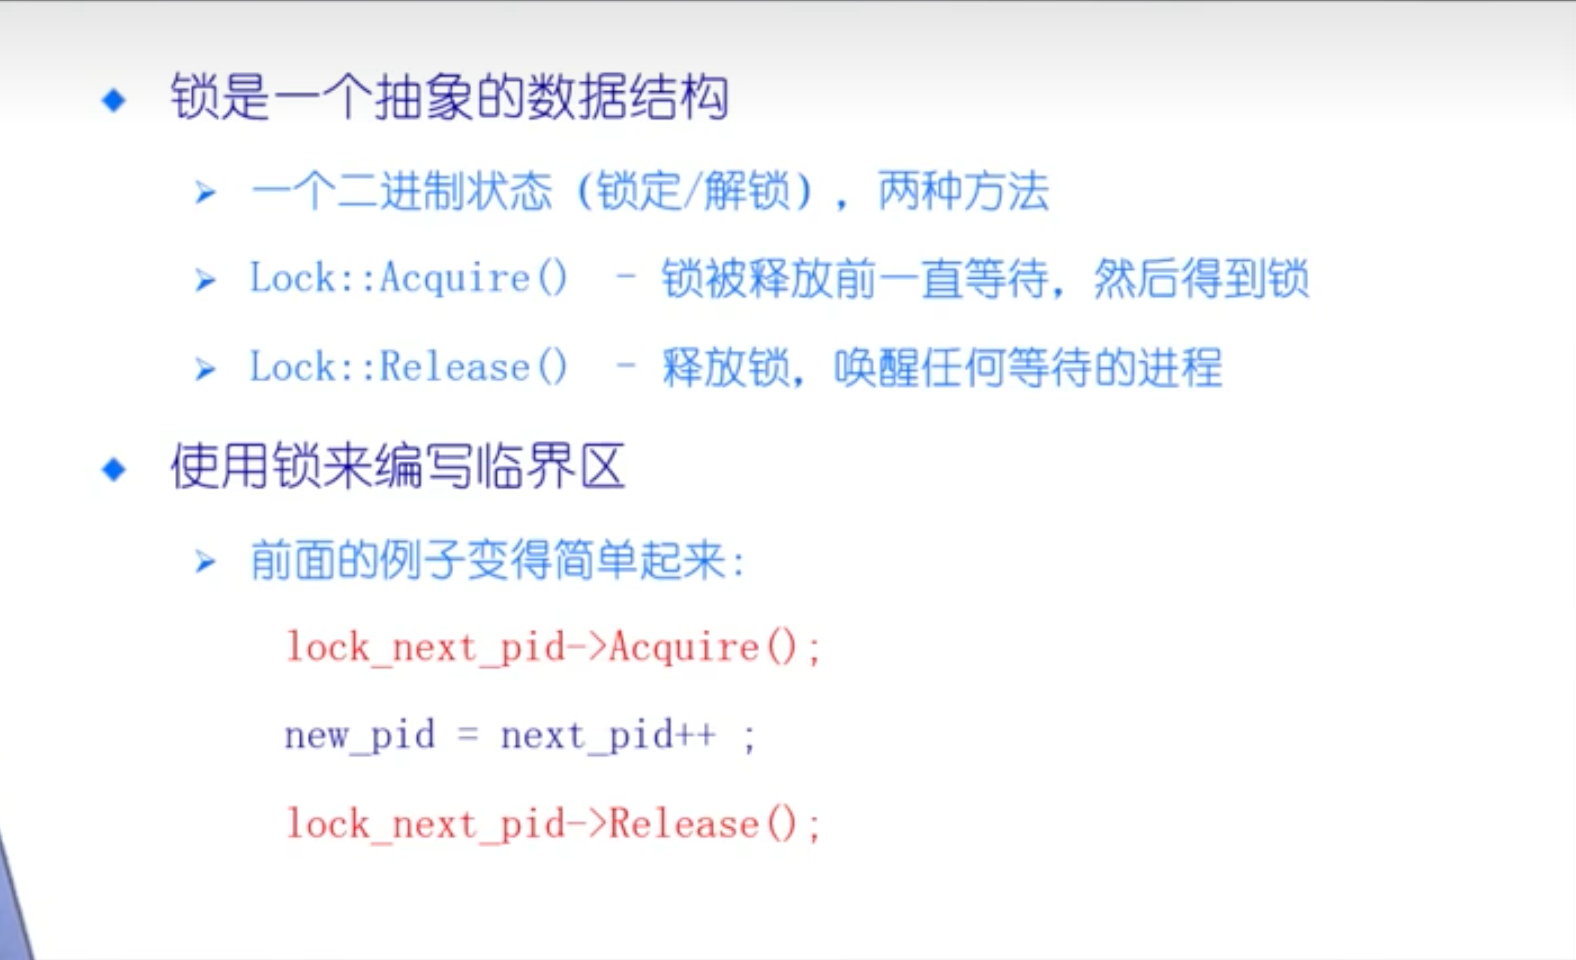 锁是一个抽象的数据结构
一个二进制状态（锁定/解锁），两种方法
Lock::Acquire() - 锁被释放前一直等待，然后得到锁
Lock::Release() - 释放锁，唤醒任何等待的进程
使用锁来编写临界区
前面的例子变得简单起来：
lock_next_pid->Acquire();
new_pid = next_pid++ ;
lock_next_pid->Release();